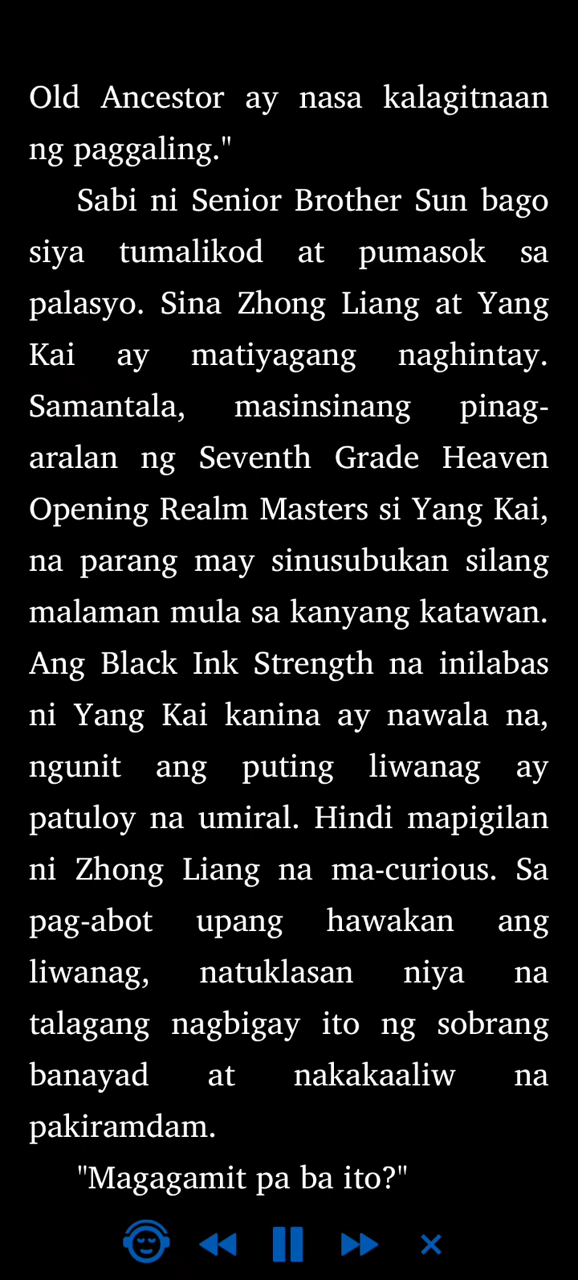 Old Ancestor ay nasa kalagitnaan
ng paggaling."
Sabi ni Senior Brother Sun bago
siya tumalikod at pumasok sa
palasyo. Sina Zhong Liang at Yang
Kai ay matiyagang naghintay.
Samantala, masinsinang pinag-
aralan ng Seventh Grade Heaven
Opening Realm Masters si Yang Kai,
na parang may sinusubukan silang
malaman mula sa kanyang katawan.
Ang Black Ink Strength na inilabas
ni Yang Kai kanina ay nawala na,
ngunit ang puting liwanag ay
patuloy na umiral. Hindi mapigilan
ni Zhong Liang na ma-curious. Sa
pag-abot upang hawakan ang
liwanag, natuklasan niya na
talagang nagbigay ito ng sobrang
banayad at nakakaaliw na
pakiramdam.
"Magagamit pa ba ito?"